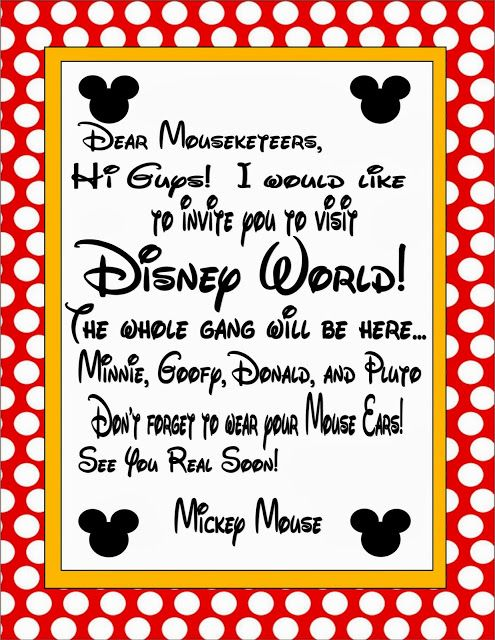 Dear Mouseketeers,
Hi Guys! I would like
to invite you to visit
Disney World!
The whole gang will be here...
Minnie, Goofy, Donald, and Pluto
Don't forget to wear your Mouse Ears!
See You Real Soon!
Mickey Mouse